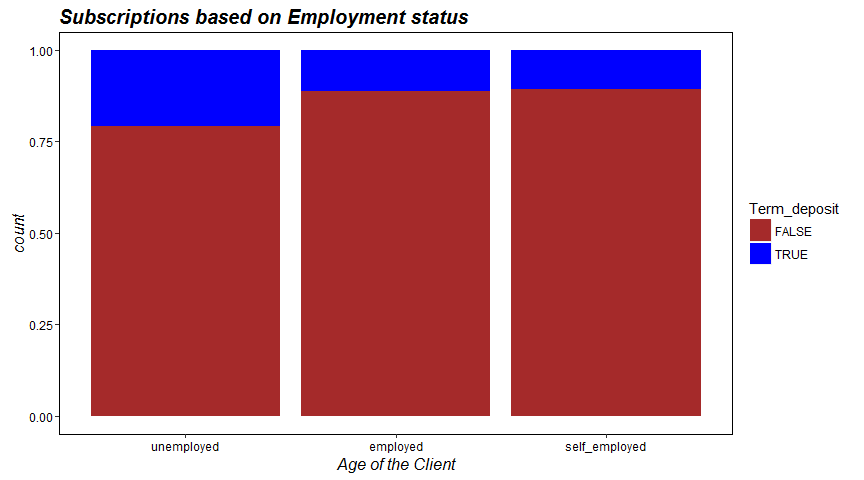 Subscriptions based on Employment status
1.00
0.75
0.50
0.25
0.00
count
unemployed employed self_employed
Age of the Client
Term_deposit
FALSE
TRUE